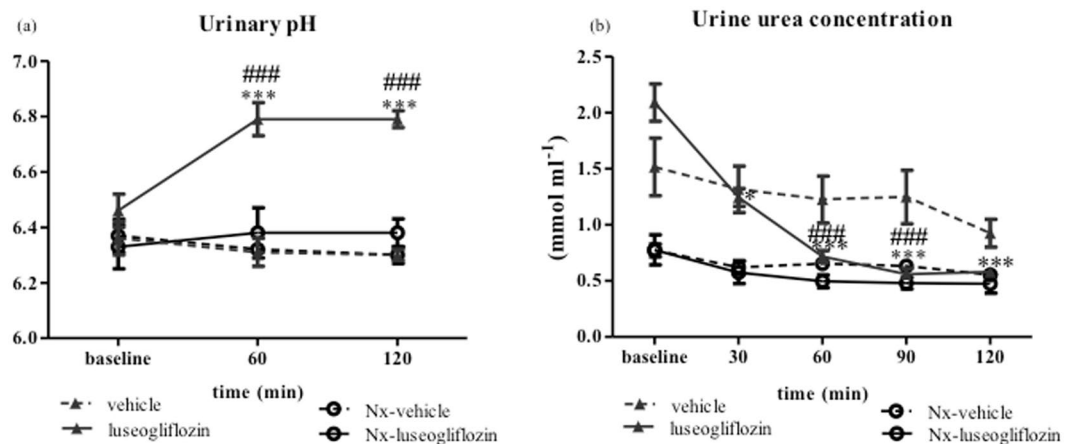 (a) Urinary pH
7.0
###
***
###
***
6.8
6.6
6.4
6.2
6.0
baseline 60 120
time (min)
vehicle Nx-vehicle
luseogliflozin Nx-luseogliflozin
(b) Urine urea concentration
2.5
2.0
1.5
1.0
0.5
0.0
(mmol ml⁻¹)
*
###
***
###
***
***
baseline 30 60 90 120
time (min)
vehicle Nx-vehicle
luseogliflozin Nx-luseogliflozin